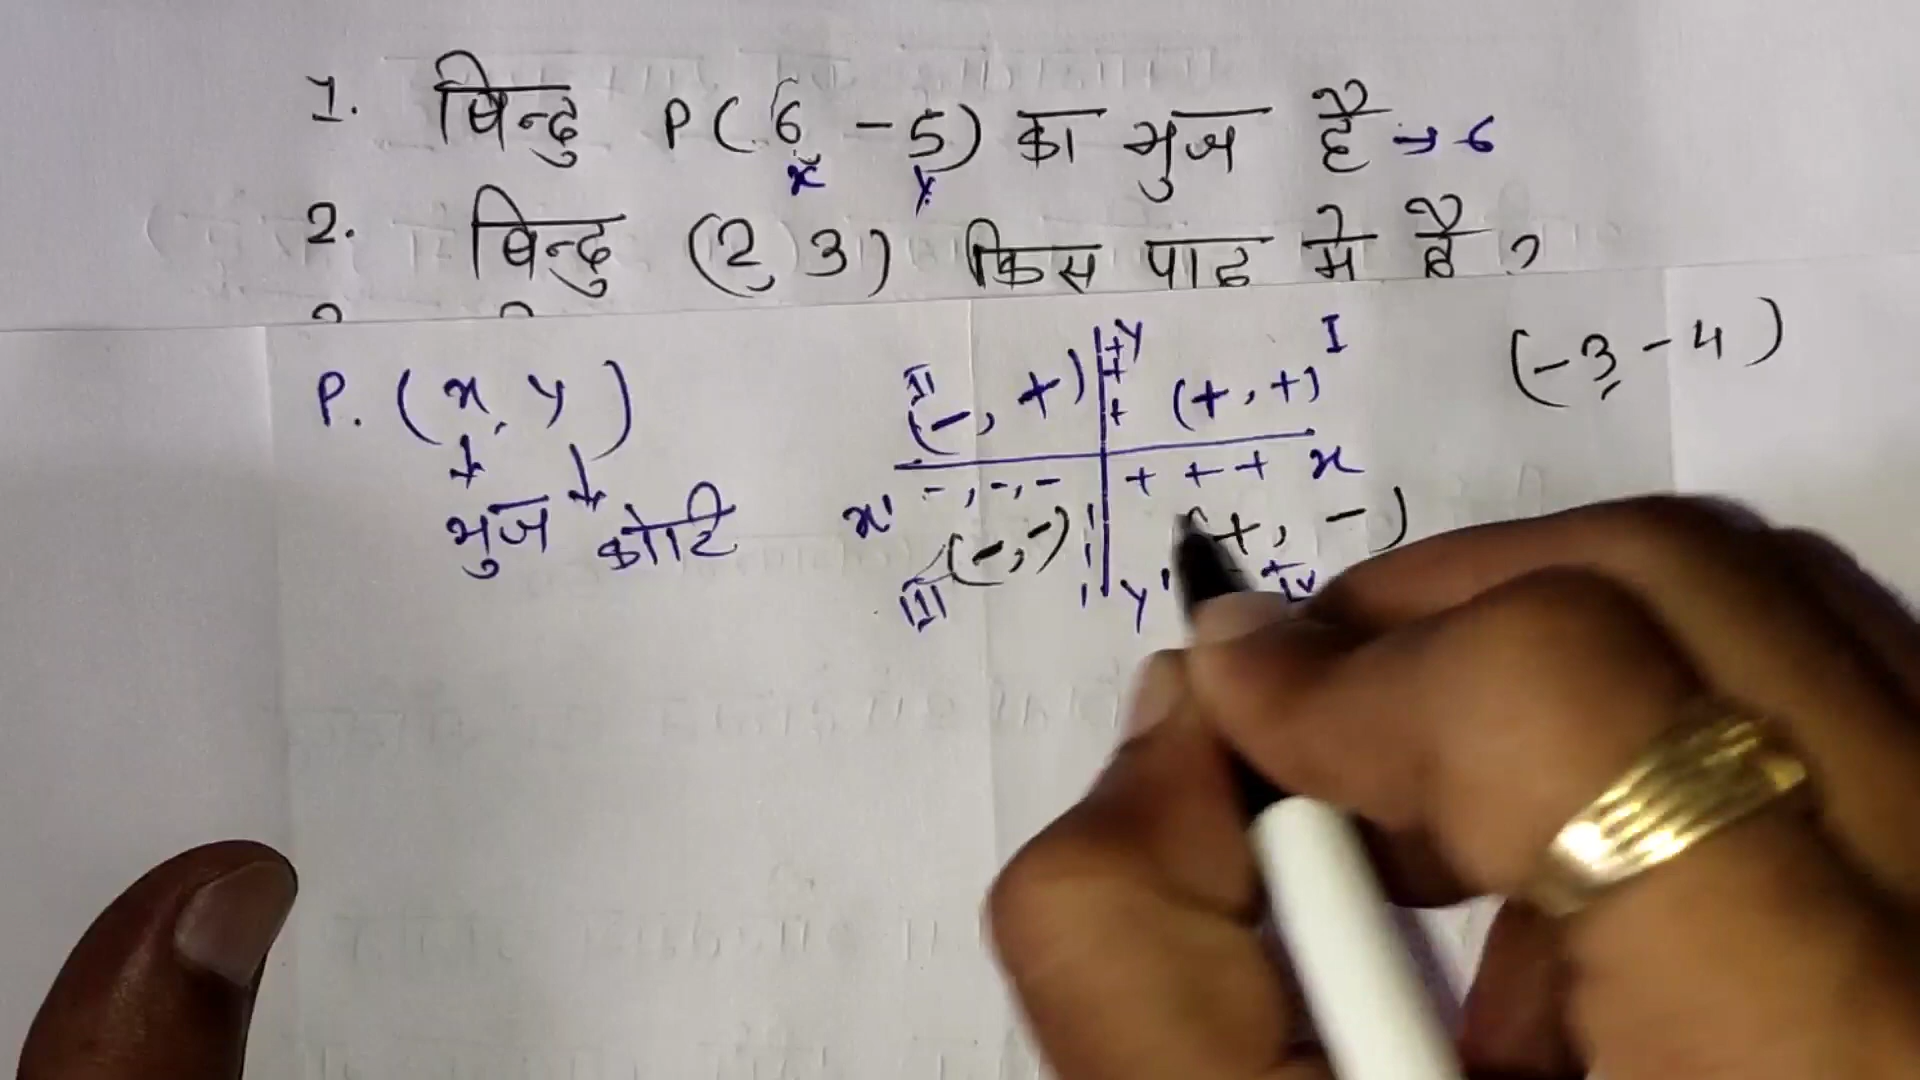 1. बिन्दु P( 6 - 5) का भुज है → 6
x y
2. बिन्दु (2, 3) किस पाद मे है ?
P. ( x, y )
भुज कोटि
II (-, +) + + + y (+, +) I
(-3, - 4 )
x' -, -, - + + + x
III (-, -) (+, -) IV
y'